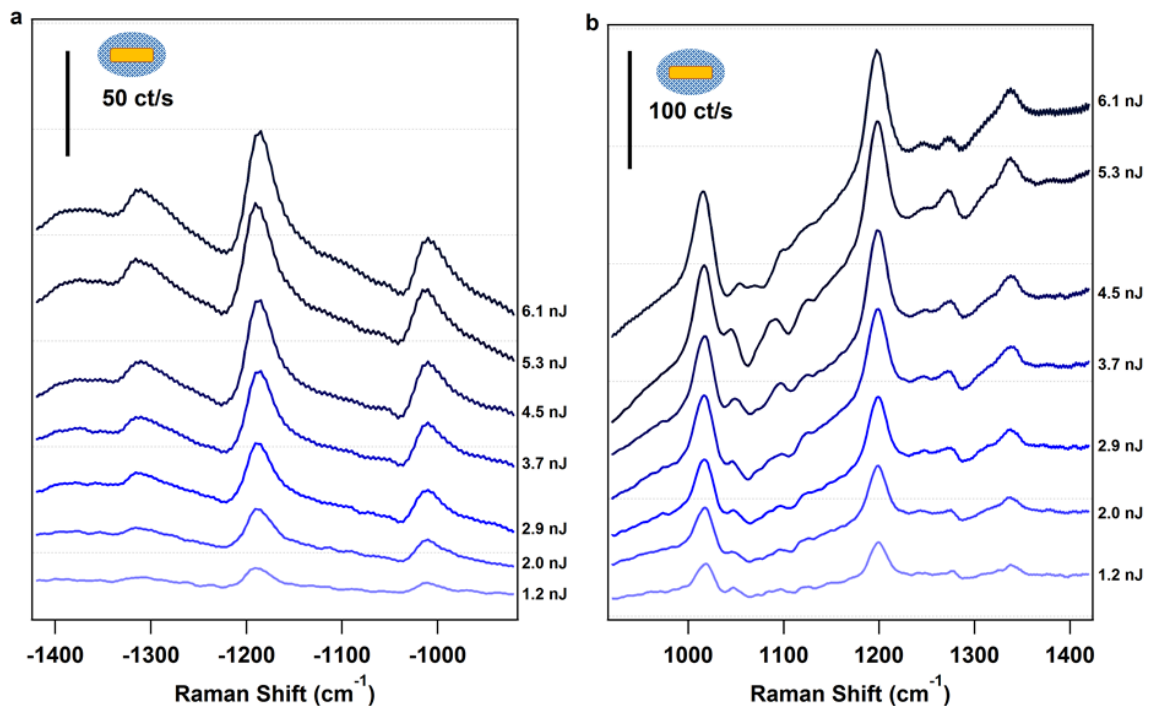 a
50 ct/s
6.1 nJ
5.3 nJ
4.5 nJ
3.7 nJ
2.9 nJ
2.0 nJ
1.2 nJ
-1400 -1300 -1200 -1100 -1000
Raman Shift (cm-1)
b
100 ct/s
6.1 nJ
5.3 nJ
4.5 nJ
3.7 nJ
2.9 nJ
2.0 nJ
1.2 nJ
1000 1100 1200 1300 1400
Raman Shift (cm-1)